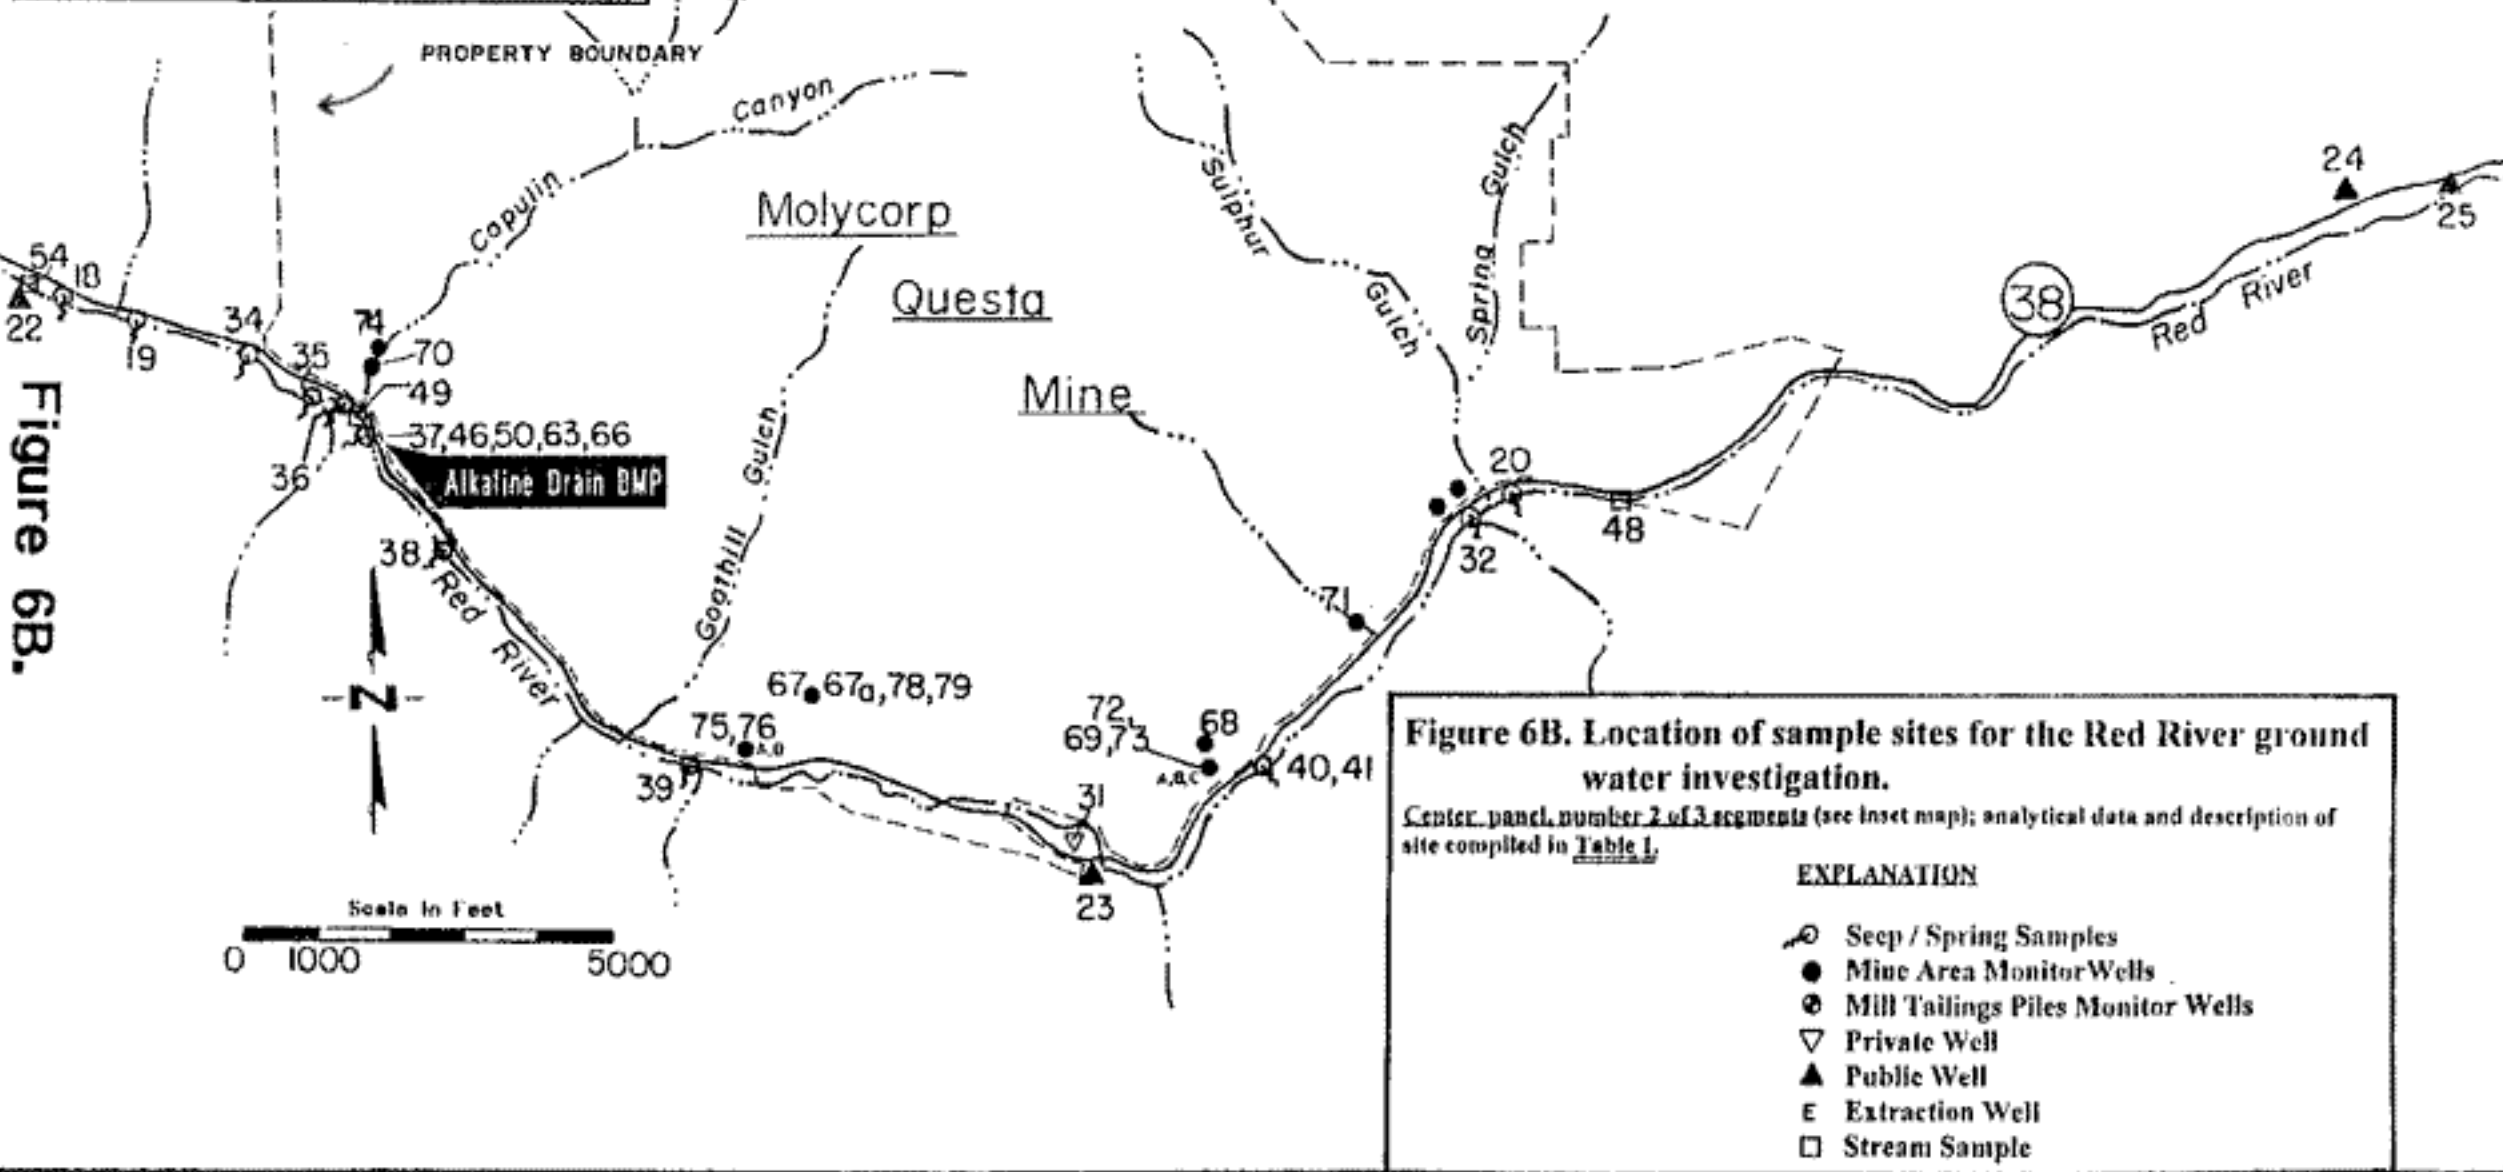 PROPERTY BOUNDARY
Canyon
Capulin
Molycorp
Questa
Mine
Sulphur
Gulch
Spring
Gulch
24
25
38
Red River
54
18
22
19
34
35
74
70
49
37,46,50,63,66
36
Alkaline Drain BMP
38
Red
River
Goathill
Gulch
20
48
32
71
67
67a,78,79
75,76
A,B
39
72,
69,73
A,B,C
68
40,41
31
23
N
Scale In Feet
0 1000 5000
Figure 6B.
Figure 6B. Location of sample sites for the Red River ground
water investigation.
Center panel, number 2 of 3 segments (see inset map); analytical data and description of
site compiled in Table 1.
EXPLANATION
Seep / Spring Samples
Mine Area Monitor Wells
Mill Tailings Piles Monitor Wells
Private Well
Public Well
E Extraction Well
Stream Sample